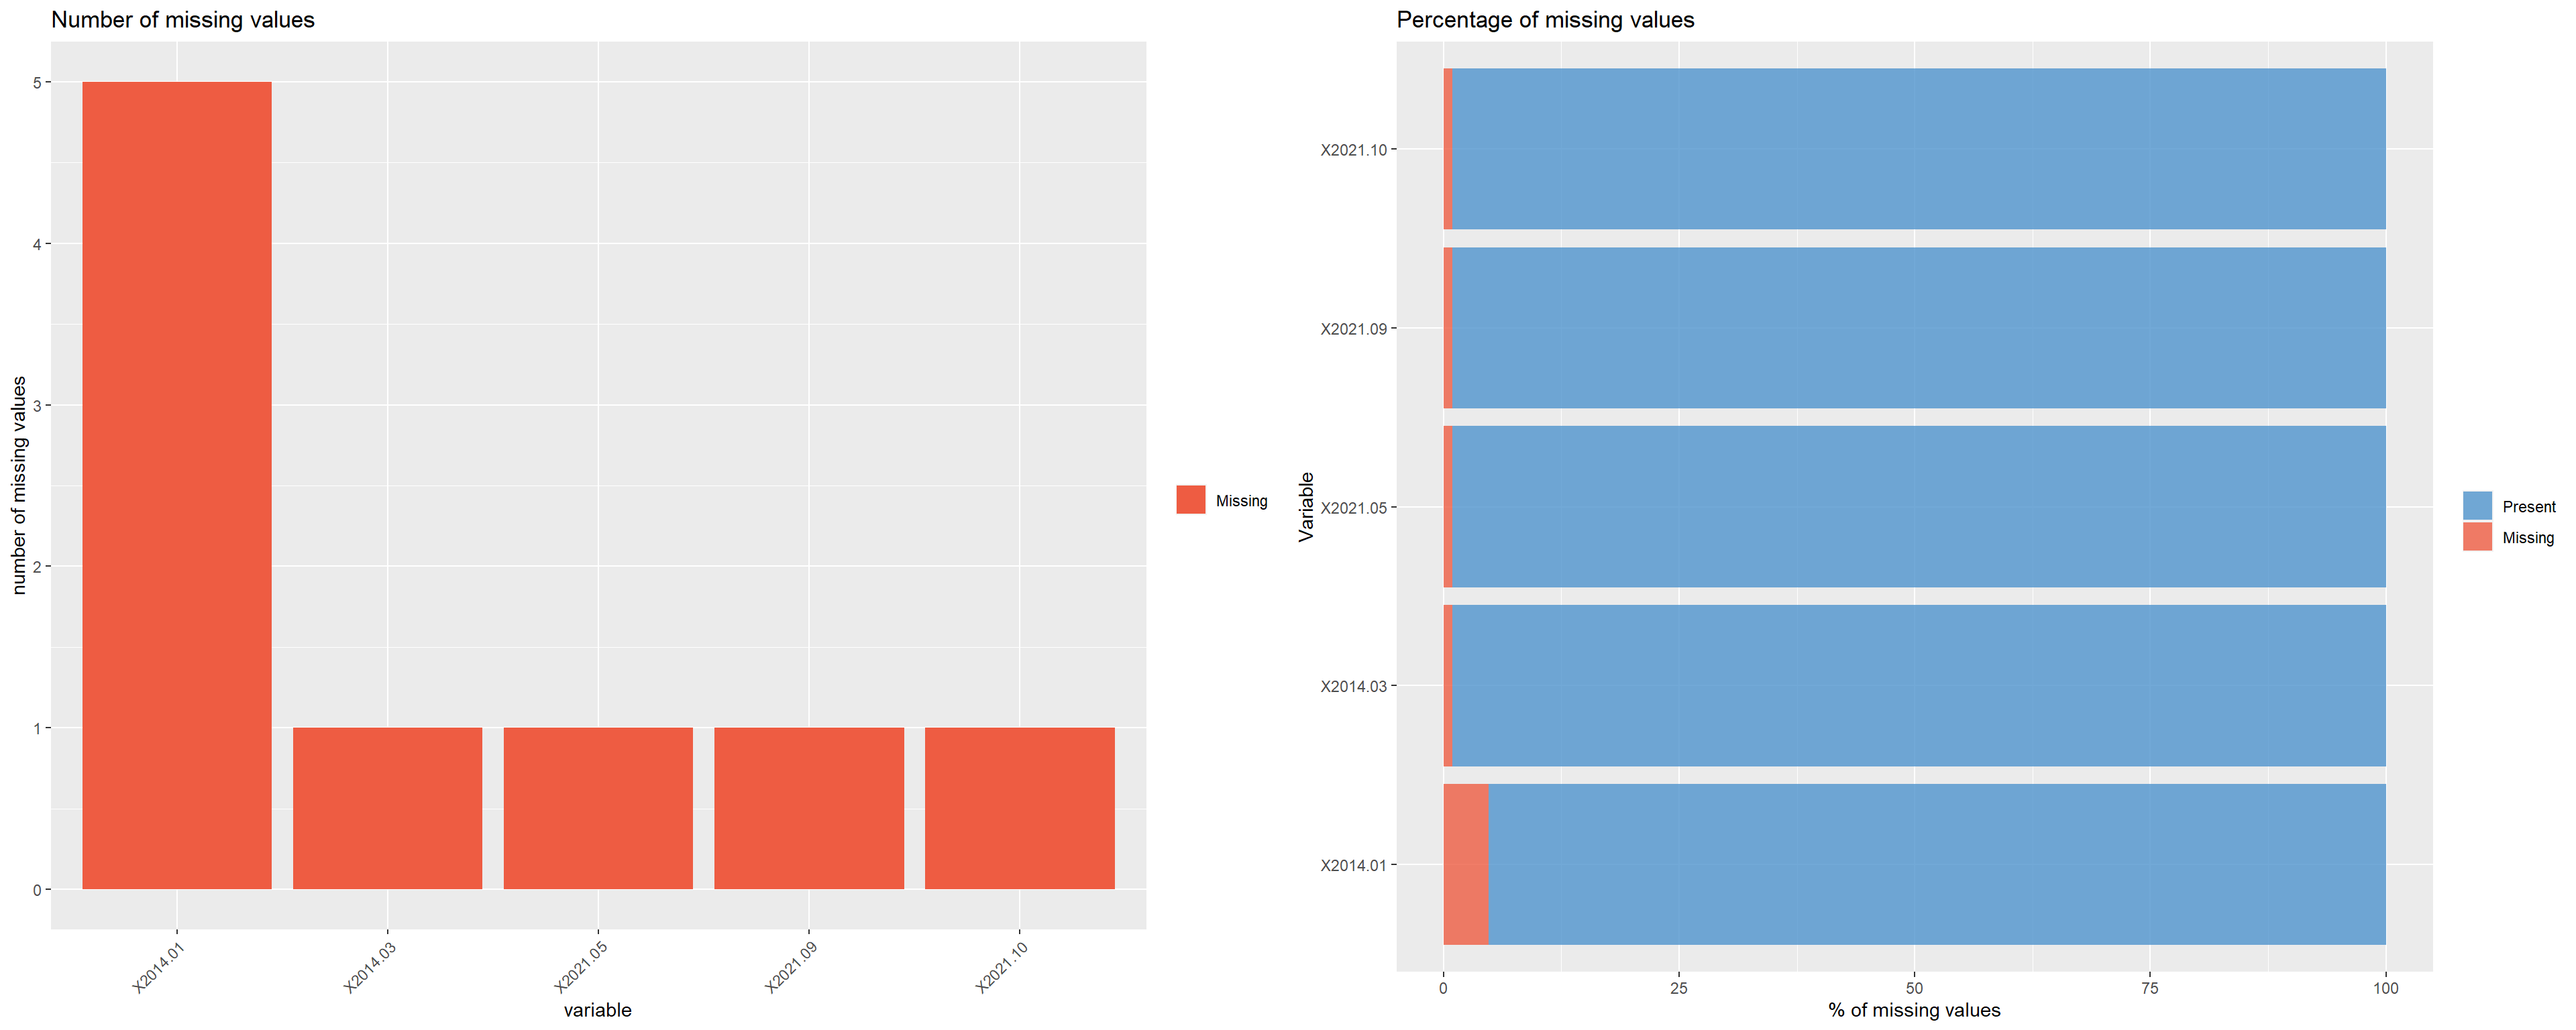 Number of missing values
number of missing values
5
4
3
2
1
0
X2014.01
X2014.03
X2021.05
X2021.09
X2021.10
variable
Missing
Percentage of missing values
Variable
X2021.10
X2021.09
X2021.05
X2014.03
X2014.01
0
25
50
75
100
% of missing values
Present
Missing